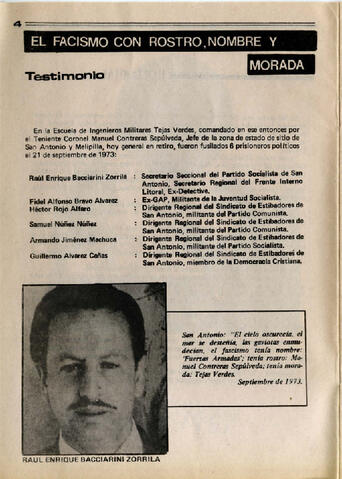 4
EL FACISMO CON ROSTRO, NOMBRE Y
MORADA
Testimonio
En la Escuela de Ingenieros Militares Tejas Verdes, comandado en ese entonces por
el Teniente Coronel Manuel Contreras Sepúlveda, Jefe de la zona de estado de sitio de
San Antonio y Melipilla, hoy general en retiro, fueron fusilados 6 prisioneros políticos
el 21 de septiembre de 1973:
Raúl Enrique Bacciarini Zorrila : Secretario Seccional del Partido Socialista de San
Antonio, Secretario Regional del Frente Interno
Litoral, Ex-Detective.
Fidel Alfonso Bravo Alvarez : Ex-GAP, Militante de la Juventud Socialista.
Héctor Rojo Alfaro : Dirigente Regional del Sindicato de Estibadores de
San Antonio, militante del Partido Comunista.
Samuel Núñez Núñez : Dirigente Regional del Sindicato de Estibadores de
San Antonio, militante del Partido Comunista.
Armando Jiménez Machuca : Dirigente Regional del Sindicato de Estibadores de
San Antonio, militante del Partido Socialista.
Guillermo Alvarez Cañas : Dirigente Regional del Sindicato de Estibadores de
San Antonio, miembro de la Democracia Cristiana.
San Antonio: "El cielo oscurecía, el
mar se desteñía, las gaviotas enmu-
decían, el fascismo tenía nombre:
'Fuerzas Armadas'; tenía rostro: Ma-
nuel Contreras Sepúlveda; tenía mora-
da: Tejas Verdes.
Septiembre de 1973.
RAUL ENRIQUE BACCIARINI ZORRILA